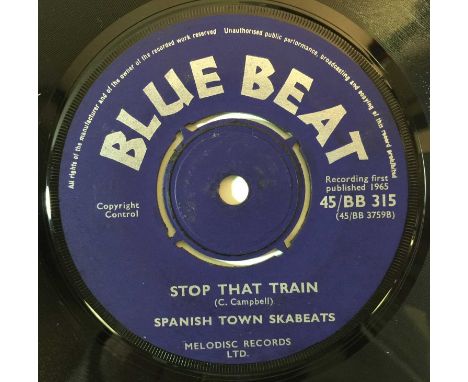 All rights of the manufacturer and of the owner of the recorded work reserved Unauthorised public performance, broadcasting and copying of this record prohibited
BLUE BEAT
Recording first
published 1965
45/BB 315
(45/BB 3759B)
Copyright
Control
STOP THAT TRAIN
(C. Campbell)
SPANISH TOWN SKABEATS
MELODISC RECORDS
LTD.